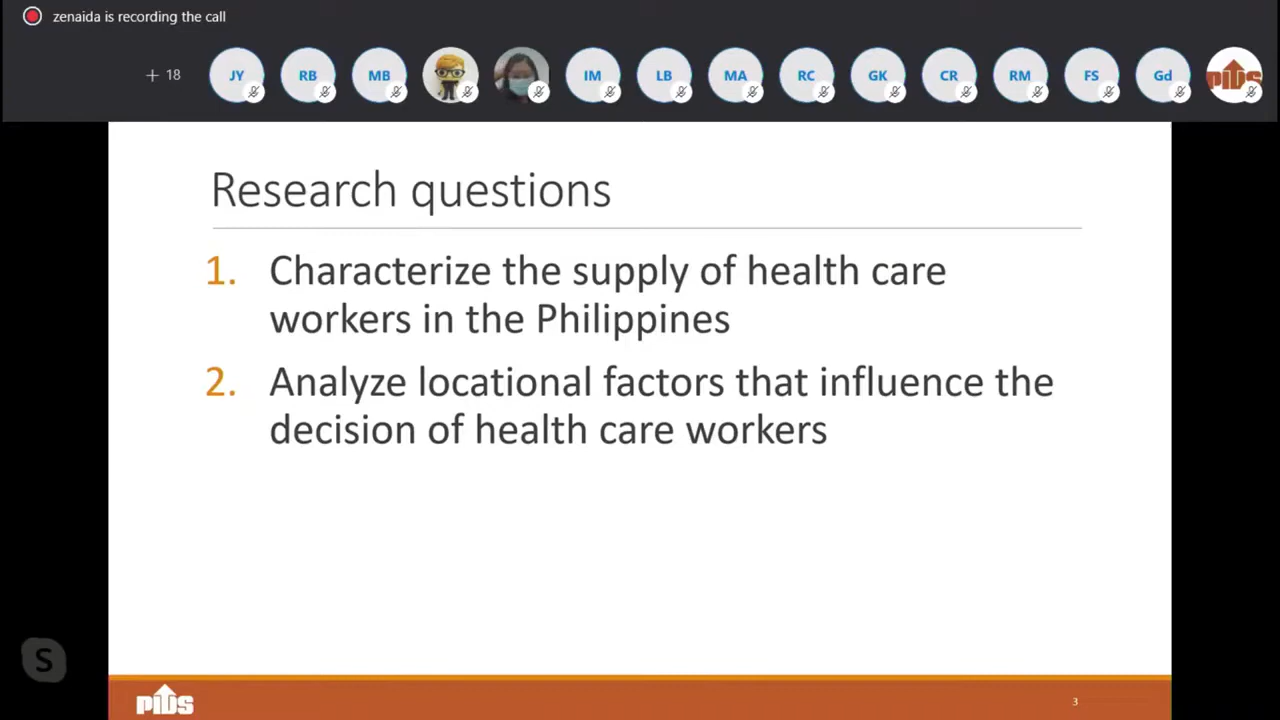 zenaida is recording the call
+ 18
JY
RB
MB
IM
LB
MA
RC
GK
CR
RM
FS
Gd
PIDS
Research questions
1. Characterize the supply of health care
workers in the Philippines
2. Analyze locational factors that influence the
decision of health care workers
S
PIDS
3